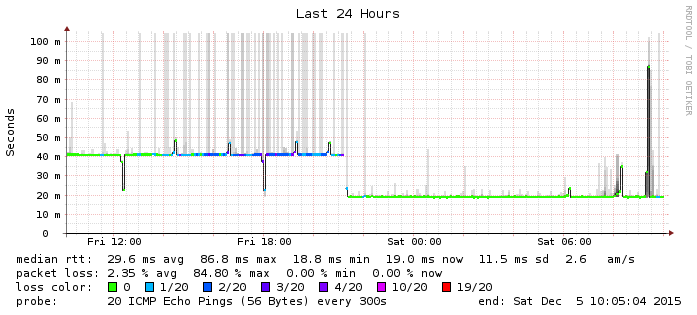 Last 24 Hours
RRDTOOL / TOBI OETIKER
Seconds
100 m
90 m
80 m
70 m
60 m
50 m
40 m
30 m
20 m
10 m
0
Fri 12:00 Fri 18:00 Sat 00:00 Sat 06:00
median rtt: 29.6 ms avg 86.8 ms max 18.8 ms min 19.0 ms now 11.5 ms sd 2.6 am/s
packet loss: 2.35 % avg 84.80 % max 0.00 % min 0.00 % now
loss color: 0 1/20 2/20 3/20 4/20 10/20 19/20
probe: 20 ICMP Echo Pings (56 Bytes) every 300s end: Sat Dec 5 10:05:04 2015